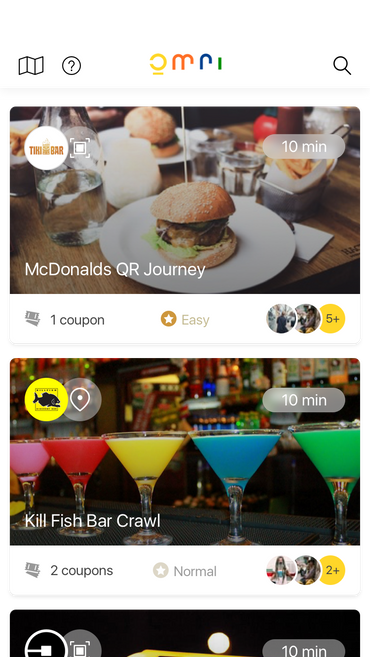 omni
TIKI BAR
10 min
McDonalds QR Journey
1 coupon
Easy
5+
10 min
Kill Fish Bar Crawl
2 coupons
Normal
2+
10 min